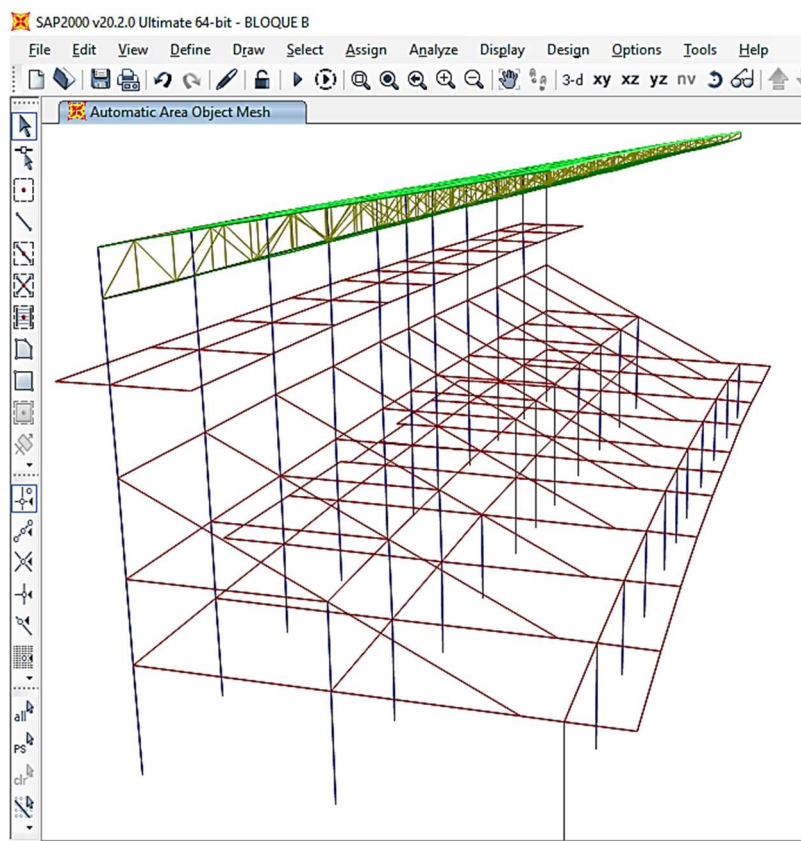 SAP2000 v20.2.0 Ultimate 64-bit - BLOQUE B
File Edit View Define Draw Select Assign Analyze Display Design Options Tools Help
3-d xy xz yz nv
Automatic Area Object Mesh
all
PS
clr